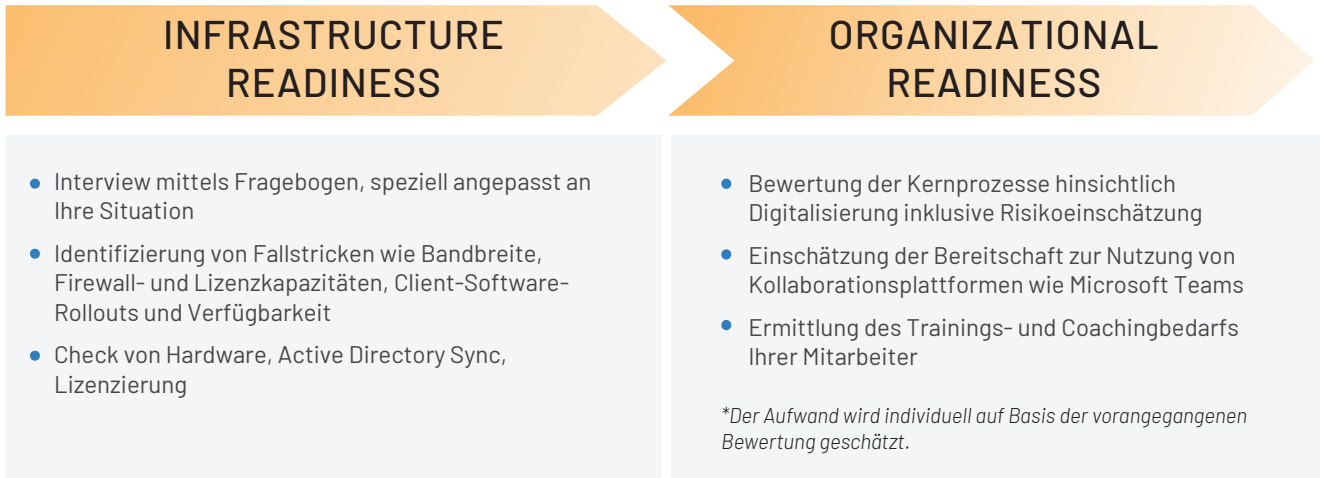 INFRASTRUCTURE
READINESS
Interview mittels Fragebogen, speziell angepasst an
Ihre Situation
Identifizierung von Fallstricken wie Bandbreite,
Firewall- und Lizenzkapazitäten, Client-Software-
Rollouts und Verfügbarkeit
Check von Hardware, Active Directory Sync,
Lizenzierung
ORGANIZATIONAL
READINESS
Bewertung der Kernprozesse hinsichtlich
Digitalisierung inklusive Risikoeinschätzung
Einschätzung der Bereitschaft zur Nutzung von
Kollaborationsplattformen wie Microsoft Teams
Ermittlung des Trainings- und Coachingbedarfs
Ihrer Mitarbeiter
*Der Aufwand wird individuell auf Basis der vorangegangenen
Bewertung geschätzt.